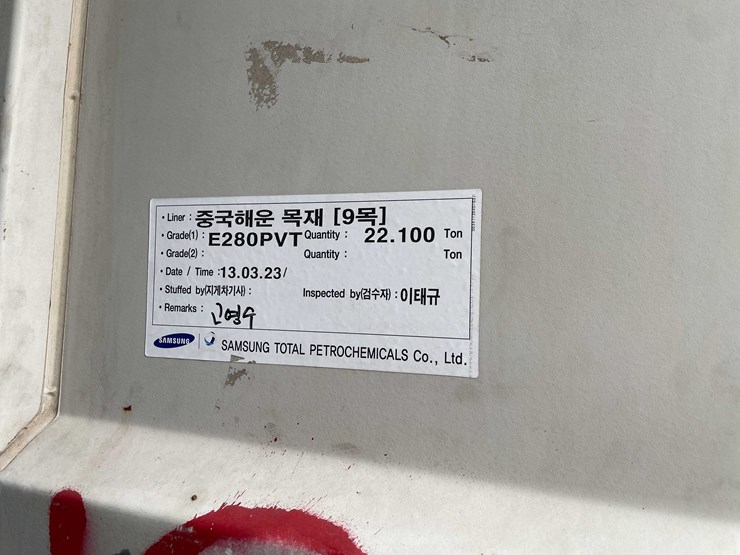 • Liner : 중국해운 목재 [9목]
• Grade(1) : E280PVT Quantity : 22.100 Ton
• Grade(2) : Quantity : Ton
• Date / Time : 13.03.23/
• Stuffed by(지게차기사) : Inspected by(검수자) : 이태규
• Remarks : 고영수
SAMSUNG SAMSUNG TOTAL PETROCHEMICALS Co., Ltd.